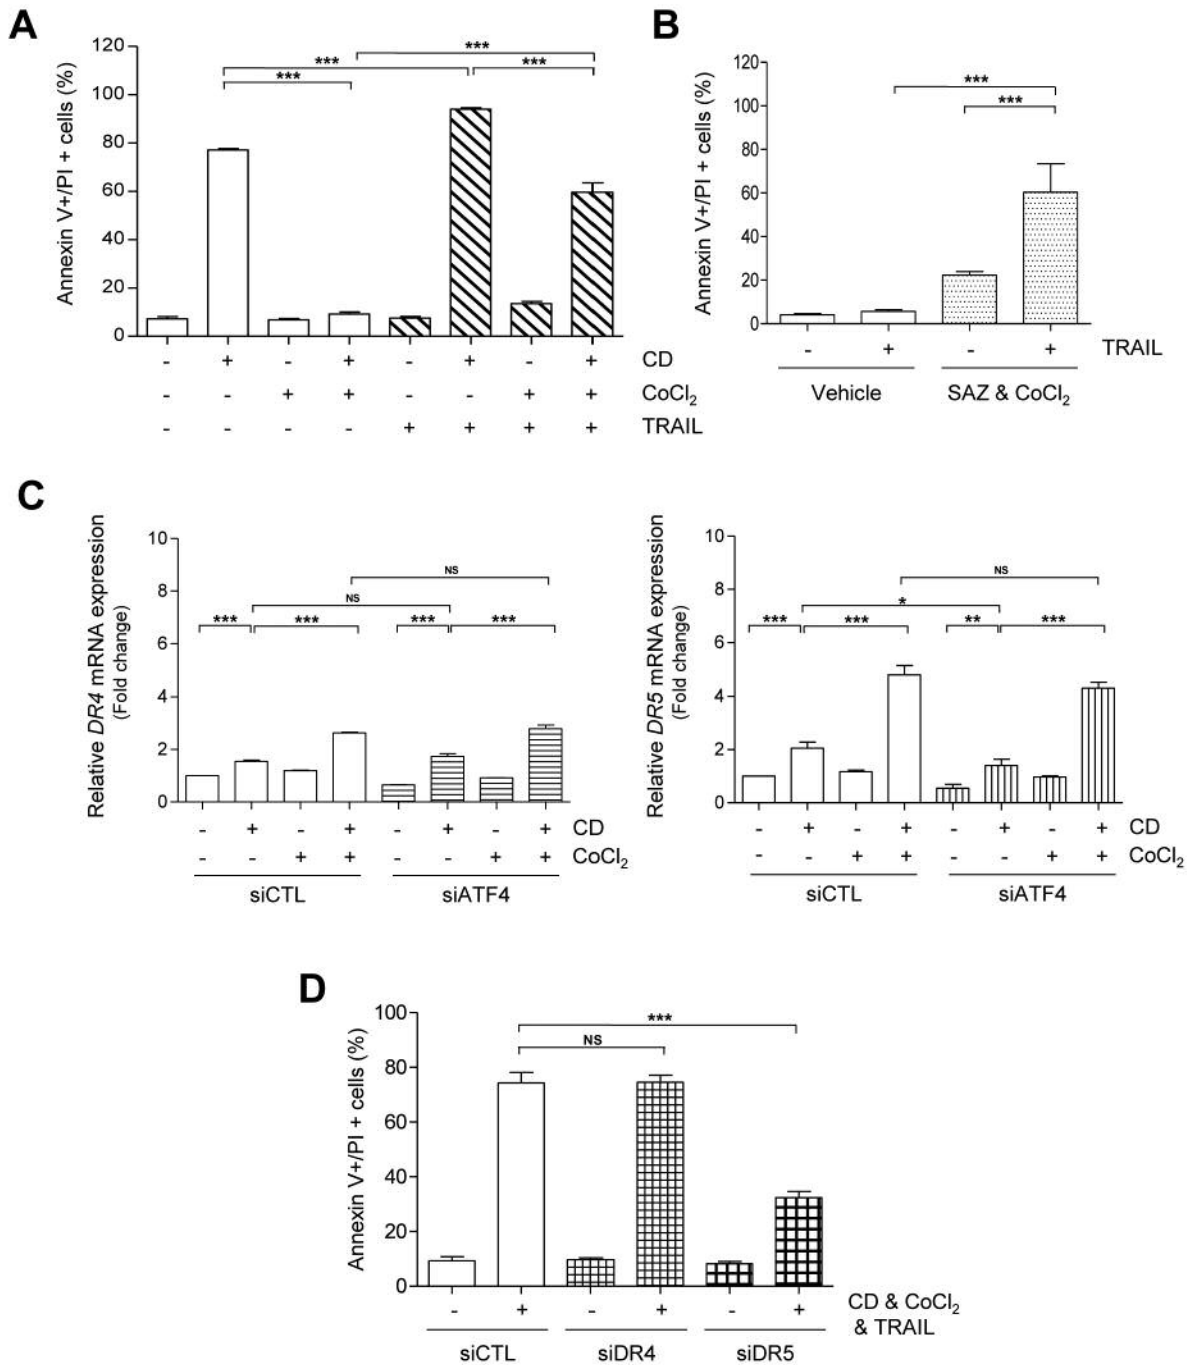 A
Annexin V+/PI + cells (%)
120
100
80
60
40
20
0
***
***
***
***
- + - + - + - + CD
- - + + - - + + CoCl₂
- - - - + + + + TRAIL
B
Annexin V+/PI + cells (%)
120
100
80
60
40
20
0
***
***
- + - + TRAIL
Vehicle SAZ & CoCl₂
C
Relative DR4 mRNA expression
(Fold change)
10
8
6
4
2
0
NS
NS
*** *** *** ***
- + - + - + - + CD
- - + + - - + + CoCl₂
siCTL siATF4
Relative DR5 mRNA expression
(Fold change)
10
8
6
4
2
0
NS
*
*** *** ** ***
- + - + - + - + CD
- - + + - - + + CoCl₂
siCTL siATF4
D
Annexin V+/PI + cells (%)
100
80
60
40
20
0
***
NS
- + - + - + CD & CoCl₂
& TRAIL
siCTL siDR4 siDR5